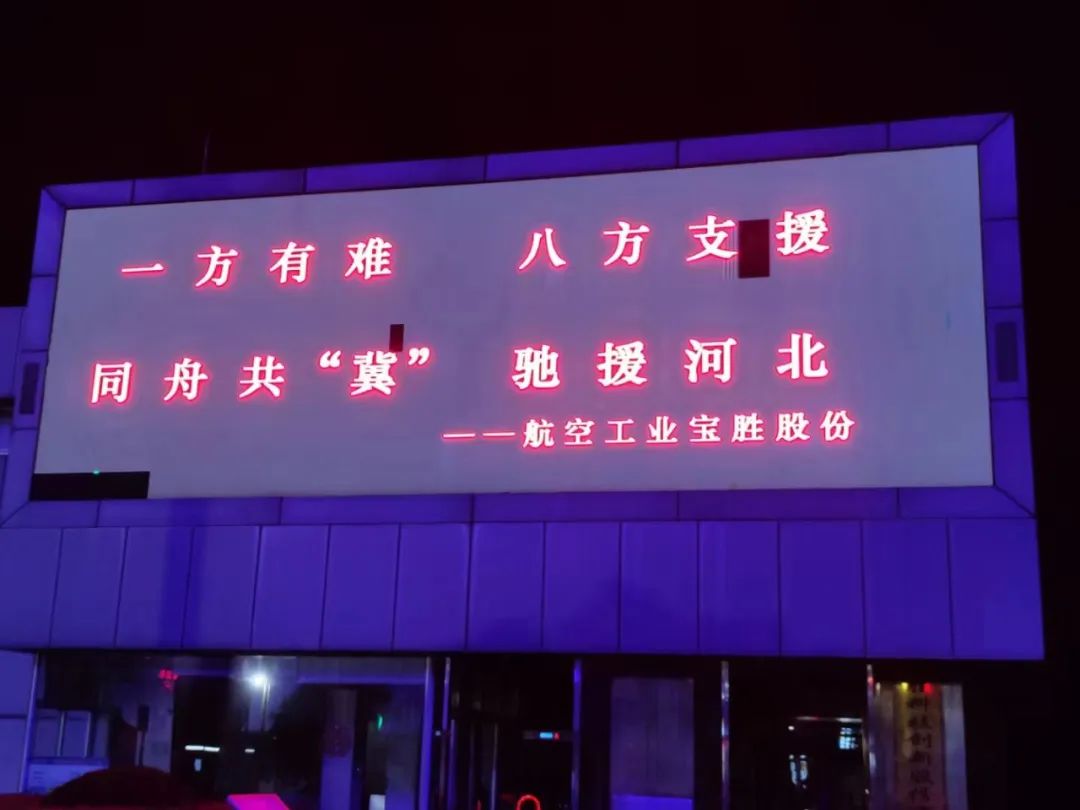 一方有难 八方支援
同舟共“冀” 驰援河北
——航空工业宝胜股份